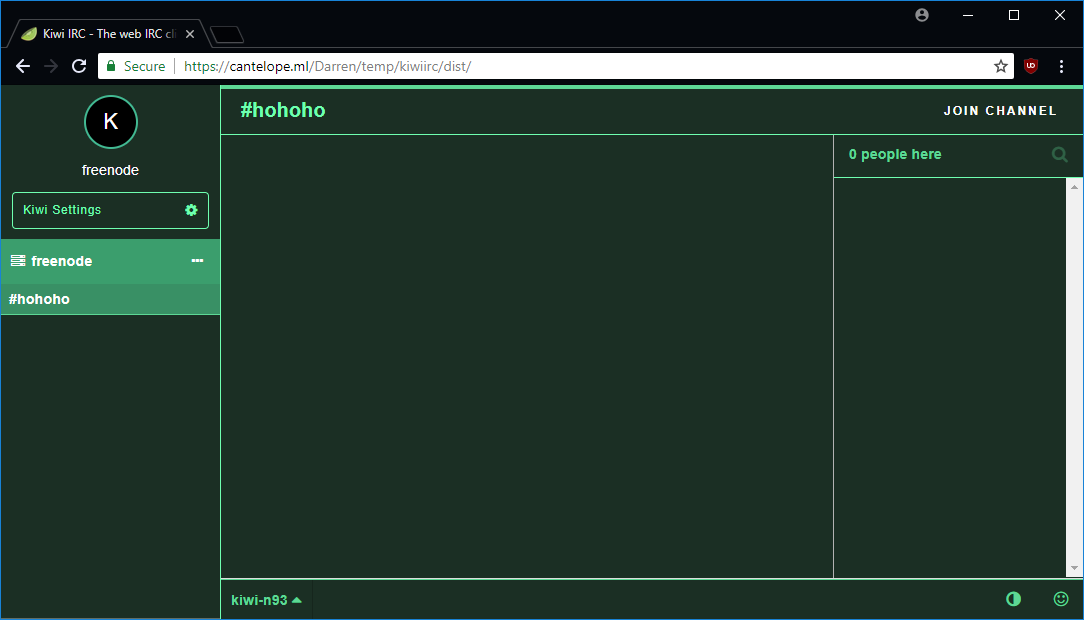 Kiwi IRC - The web IRC cli
Secure
https://cantelope.ml/Darren/temp/kiwiirc/dist/
UD
K
freenode
Kiwi Settings
freenode
#hohoho
#hohoho
JOIN CHANNEL
0 people here
kiwi-n93